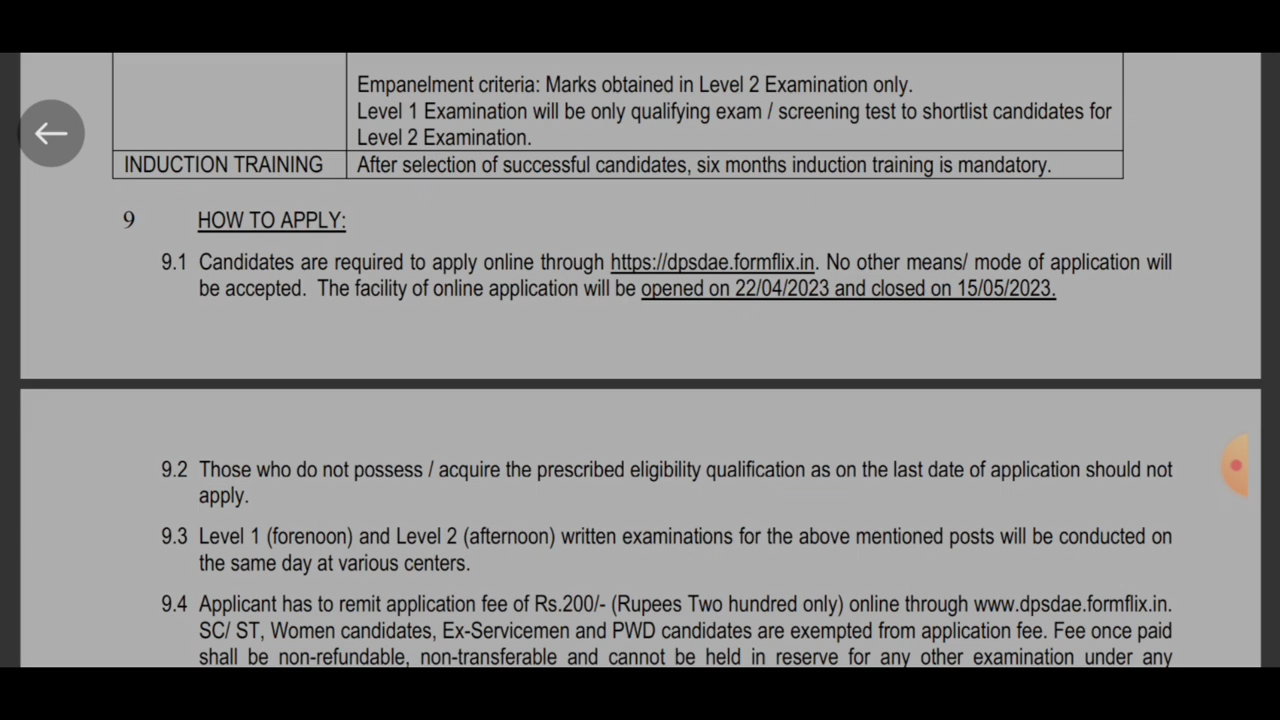 Empanelment criteria: Marks obtained in Level 2 Examination only.
Level 1 Examination will be only qualifying exam / screening test to shortlist candidates for
Level 2 Examination.
INDUCTION TRAINING After selection of successful candidates, six months induction training is mandatory.
9 HOW TO APPLY:
9.1 Candidates are required to apply online through https://dpsdae.formflix.in. No other means/ mode of application will
be accepted. The facility of online application will be opened on 22/04/2023 and closed on 15/05/2023.
9.2 Those who do not possess / acquire the prescribed eligibility qualification as on the last date of application should not
apply.
9.3 Level 1 (forenoon) and Level 2 (afternoon) written examinations for the above mentioned posts will be conducted on
the same day at various centers.
9.4 Applicant has to remit application fee of Rs.200/- (Rupees Two hundred only) online through www.dpsdae.formflix.in.
SC/ ST, Women candidates, Ex-Servicemen and PWD candidates are exempted from application fee. Fee once paid
shall be non-refundable, non-transferable and cannot be held in reserve for any other examination under any